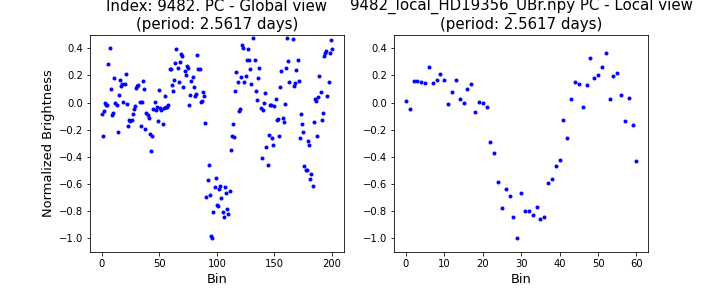 Index: 9482. PC - Global view
(period: 2.5617 days)
9482_local_HD19356_UBr.npy PC - Local view
(period: 2.5617 days)
Normalized Brightness
0.4
0.2
0.0
−0.2
−0.4
−0.6
−0.8
−1.0
0 50 100 150 200
Bin
0.4
0.2
0.0
−0.2
−0.4
−0.6
−0.8
−1.0
0 10 20 30 40 50 60
Bin